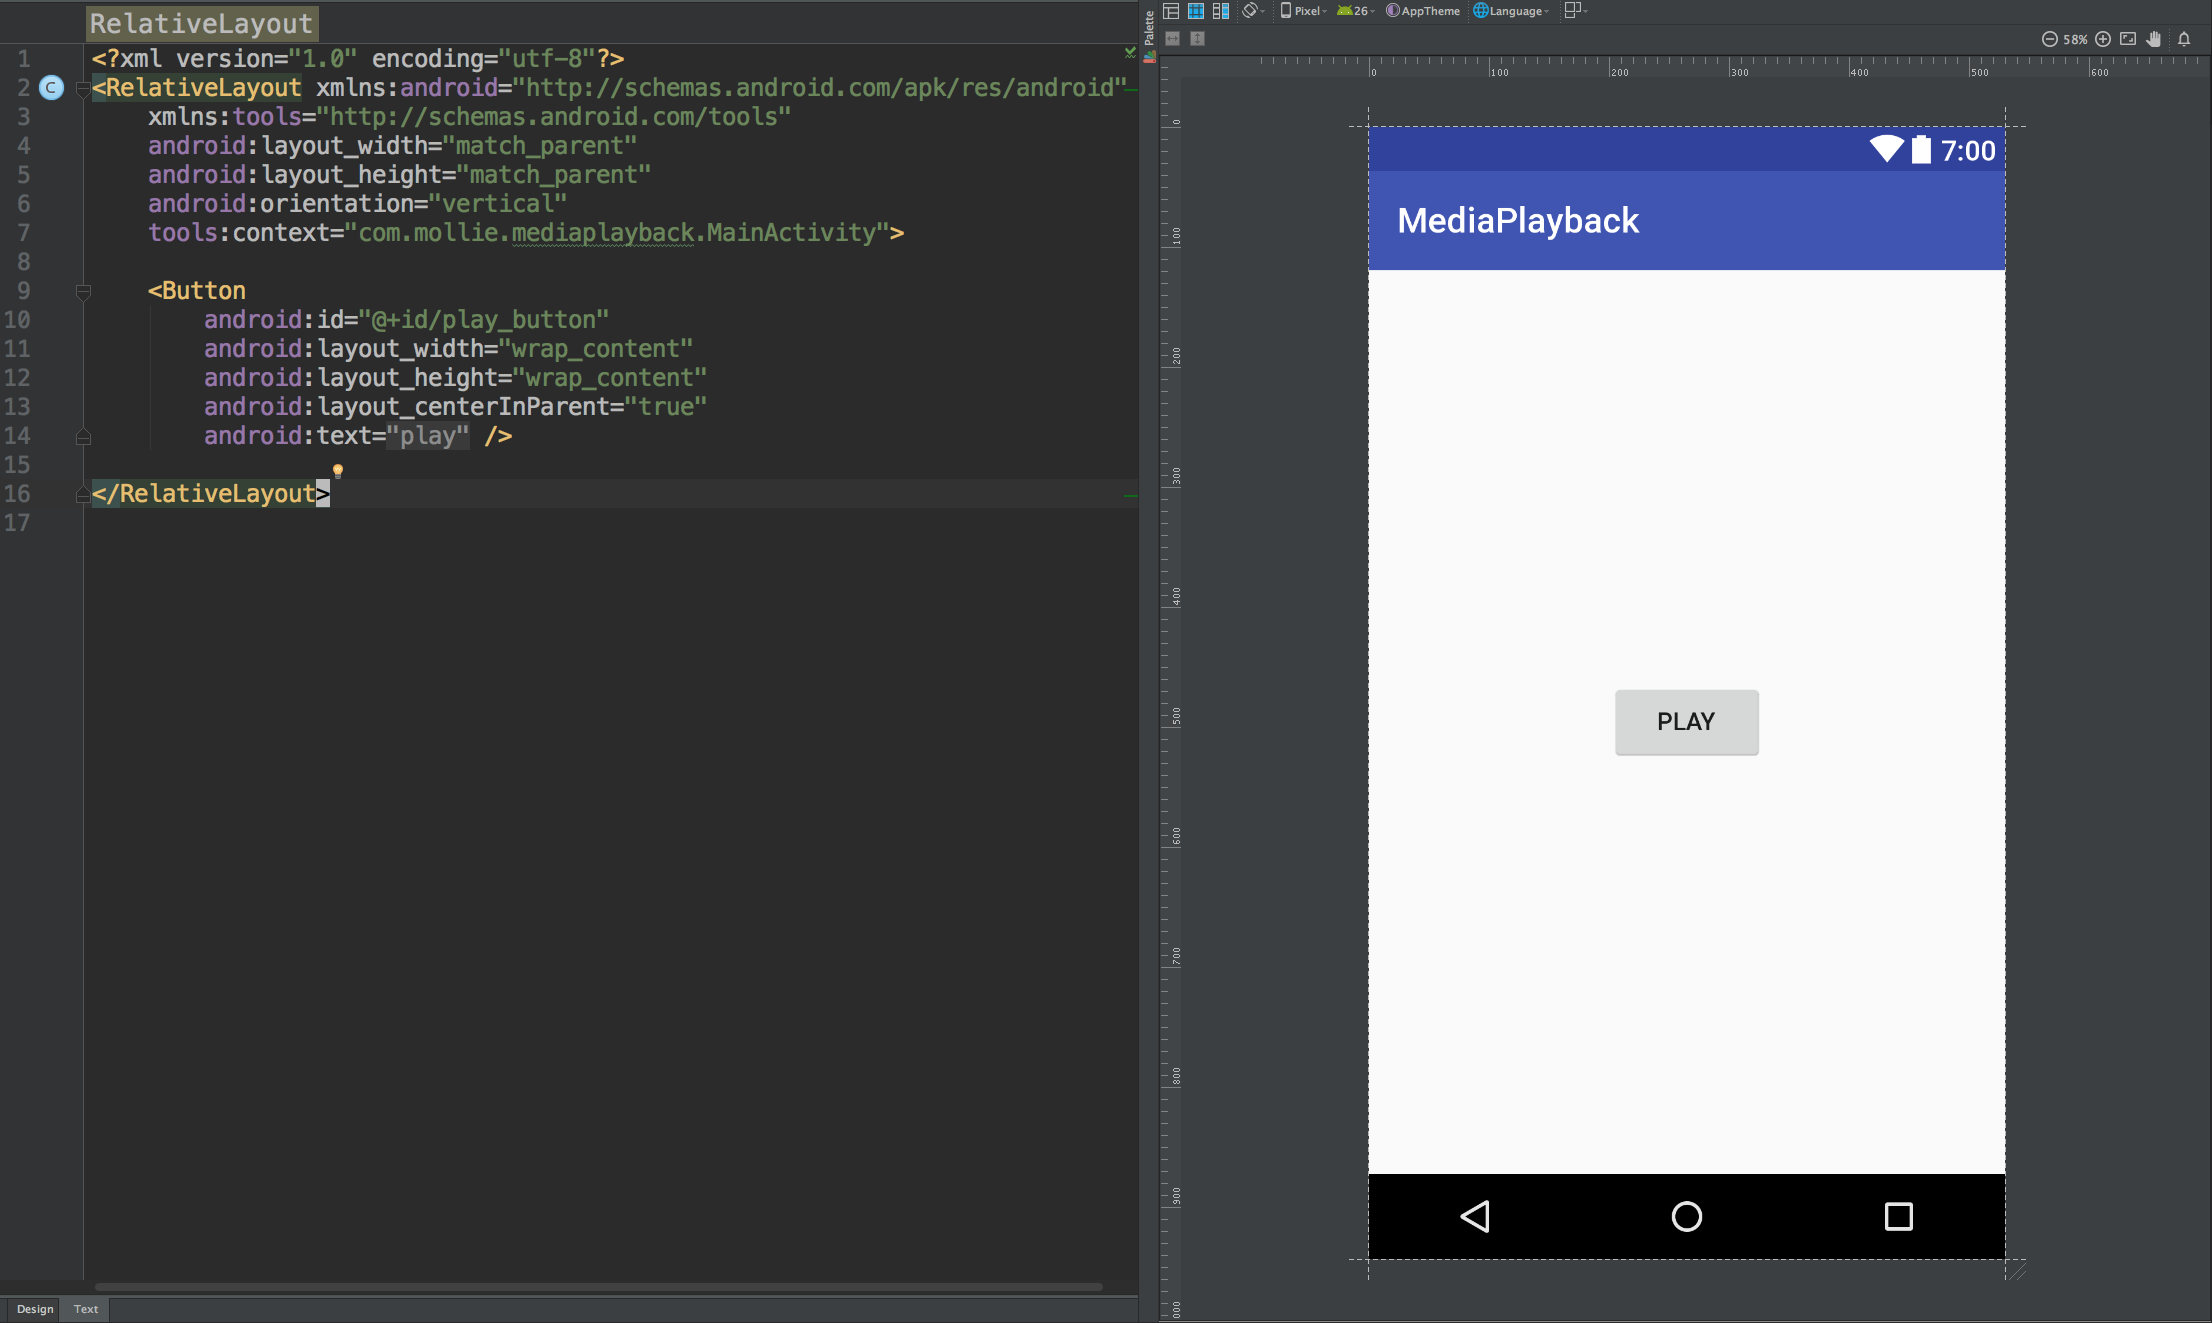 RelativeLayout
1 <?xml version="1.0" encoding="utf-8"?>
2 C <RelativeLayout xmlns:android="http://schemas.android.com/apk/res/android"
3 xmlns:tools="http://schemas.android.com/tools"
4 android:layout_width="match_parent"
5 android:layout_height="match_parent"
6 android:orientation="vertical"
7 tools:context="com.mollie.mediaplayback.MainActivity">
8
9 <Button
10 android:id="@+id/play_button"
11 android:layout_width="wrap_content"
12 android:layout_height="wrap_content"
13 android:layout_centerInParent="true"
14 android:text="play" />
15
16 </RelativeLayout>
17
Design Text
Palette
Pixel 26 AppTheme Language
58%
0 100 200 300 400 500 600
0
100
200
300
400
500
600
700
800
900
000
7:00
MediaPlayback
PLAY